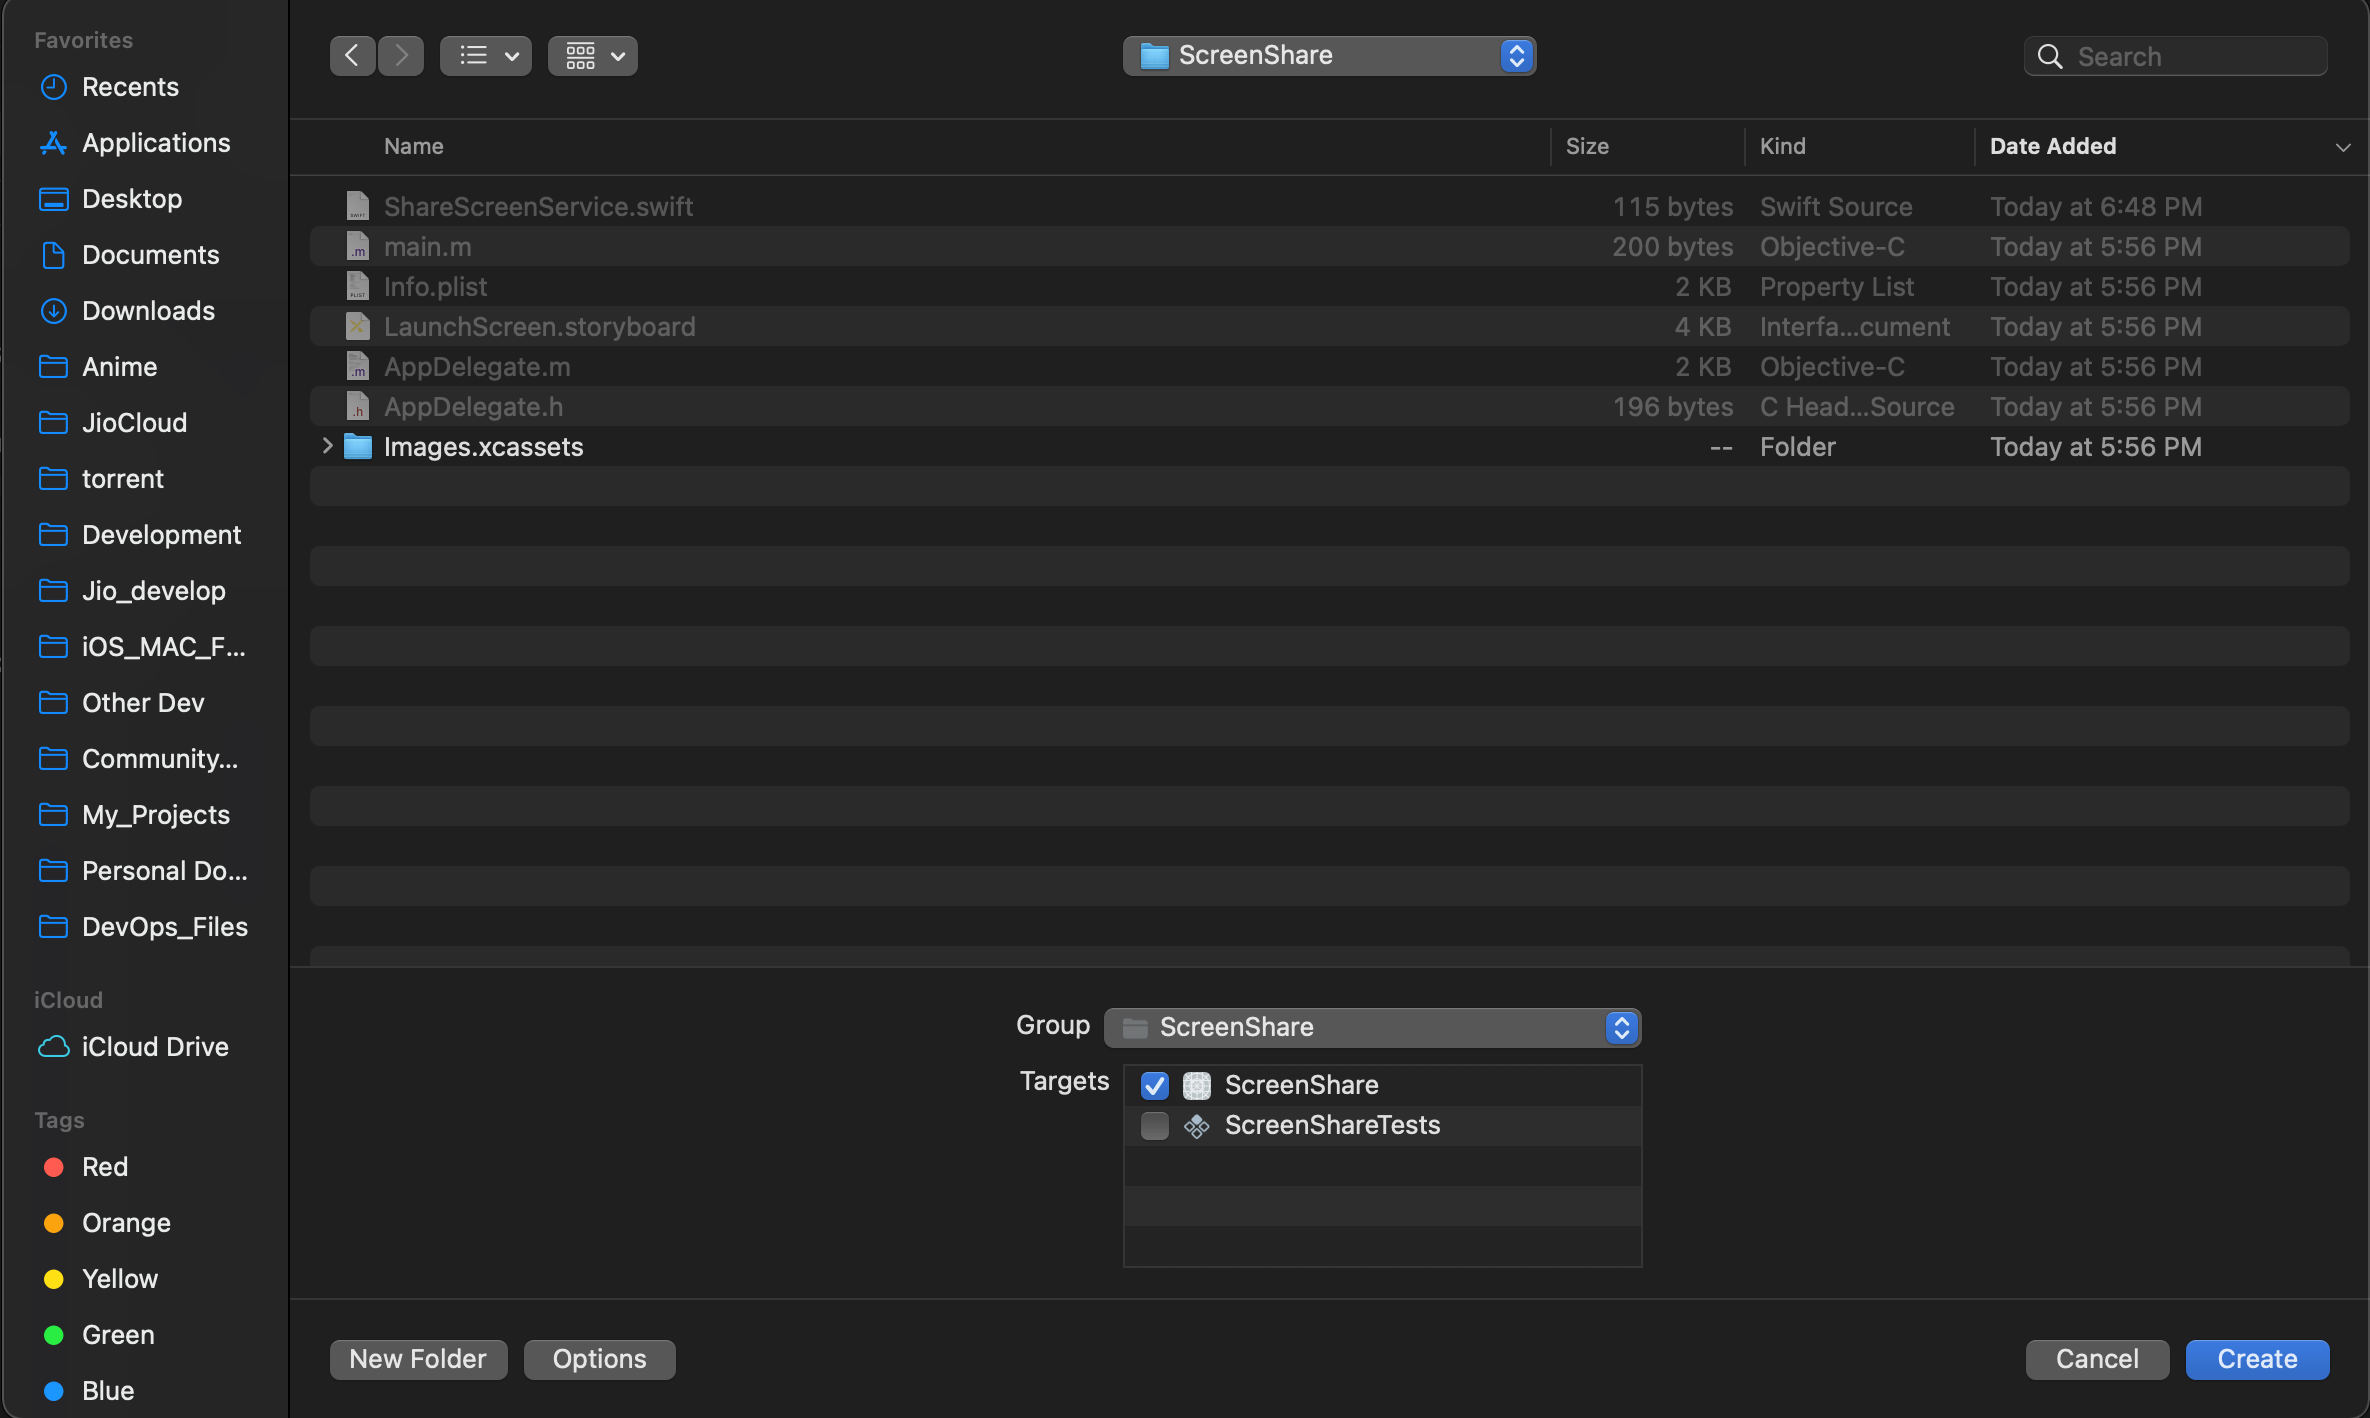 Favorites
Recents
Applications
Desktop
Documents
Downloads
Anime
JioCloud
torrent
Development
Jio_develop
iOS_MAC_F...
Other Dev
Community...
My_Projects
Personal Do...
DevOps_Files
iCloud
iCloud Drive
Tags
Red
Orange
Yellow
Green
Blue
ScreenShare
Search
Name Size Kind Date Added
ShareScreenService.swift 115 bytes Swift Source Today at 6:48 PM
main.m 200 bytes Objective-C Today at 5:56 PM
Info.plist 2 KB Property List Today at 5:56 PM
LaunchScreen.storyboard 4 KB Interfa...cument Today at 5:56 PM
AppDelegate.m 2 KB Objective-C Today at 5:56 PM
AppDelegate.h 196 bytes C Head...Source Today at 5:56 PM
Images.xcassets -- Folder Today at 5:56 PM
Group ScreenShare
Targets ScreenShare
ScreenShareTests
New Folder Options Cancel Create